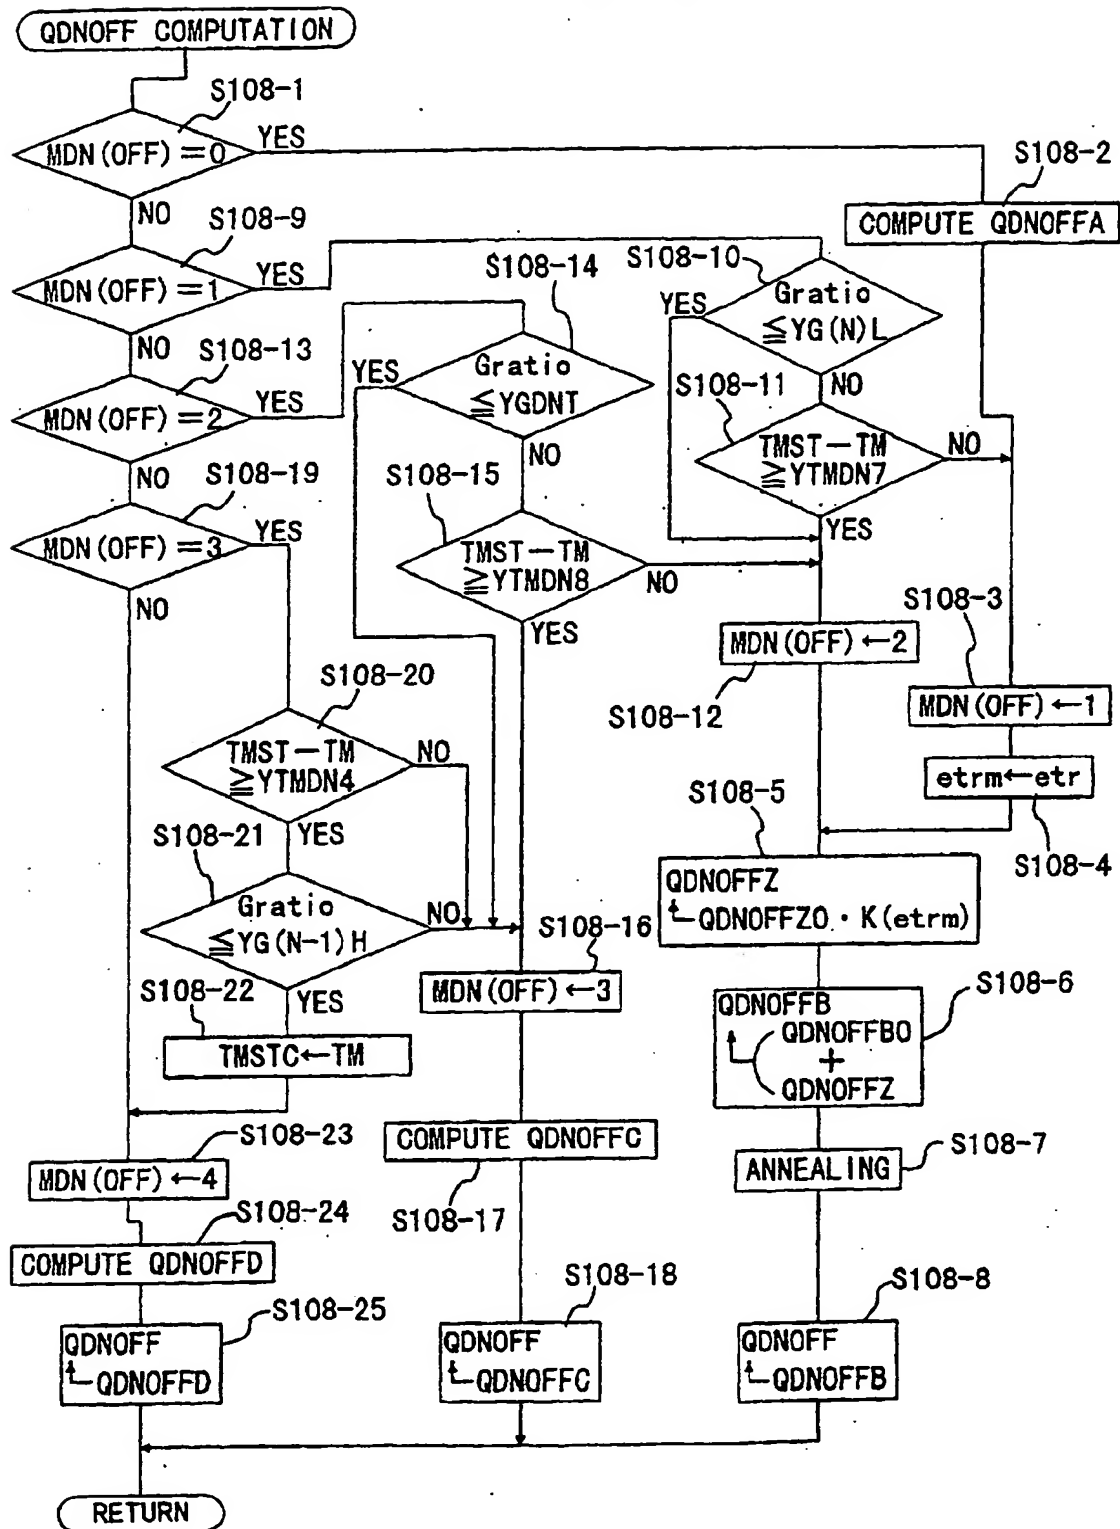 QDNOFF COMPUTATION
S108-1
MDN(OFF)=0
YES
NO
S108-2
COMPUTE QDNOFFA
S108-9
MDN(OFF)=1
YES
NO
S108-10
Gratio
≦YG(N)L
YES
NO
S108-14
Gratio
≦YGDNT
YES
NO
S108-13
MDN(OFF)=2
YES
NO
S108-11
TMST-TM
≧YTMDN7
NO
YES
S108-15
TMST-TM
≧YTMDN8
NO
YES
S108-19
MDN(OFF)=3
YES
NO
S108-3
MDN(OFF)←1
MDN(OFF)←2
S108-12
etrm←etr
S108-4
S108-20
TMST-TM
≧YTMDN4
NO
YES
S108-5
QDNOFFZ
QDNOFFZO・K(etrm)
S108-21
Gratio
≦YG(N-1)H
NO
YES
S108-16
MDN(OFF)←3
S108-6
QDNOFFB
QDNOFFBO
+
QDNOFFZ
S108-22
TMSTC←TM
S108-23
MDN(OFF)←4
COMPUTE QDNOFFC
S108-17
ANNEALING
S108-7
S108-24
COMPUTE QDNOFFD
S108-25
QDNOFF
QDNOFFD
S108-18
QDNOFF
QDNOFFC
S108-8
QDNOFF
QDNOFFB
RETURN